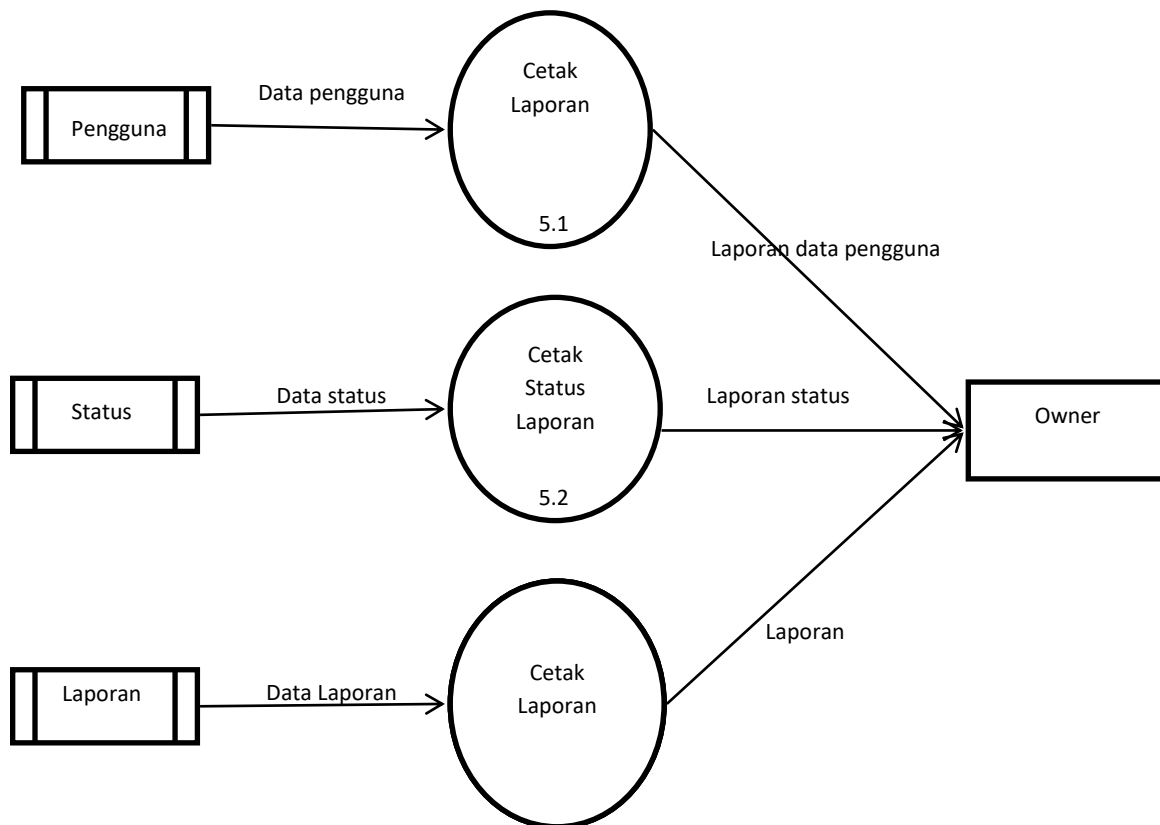 Cetak
Laporan
5.1
Data pengguna
Pengguna
Laporan data pengguna
Cetak
Status
Laporan
5.2
Data status
Status
Laporan status
Owner
Laporan
Cetak
Laporan
Data Laporan
Laporan